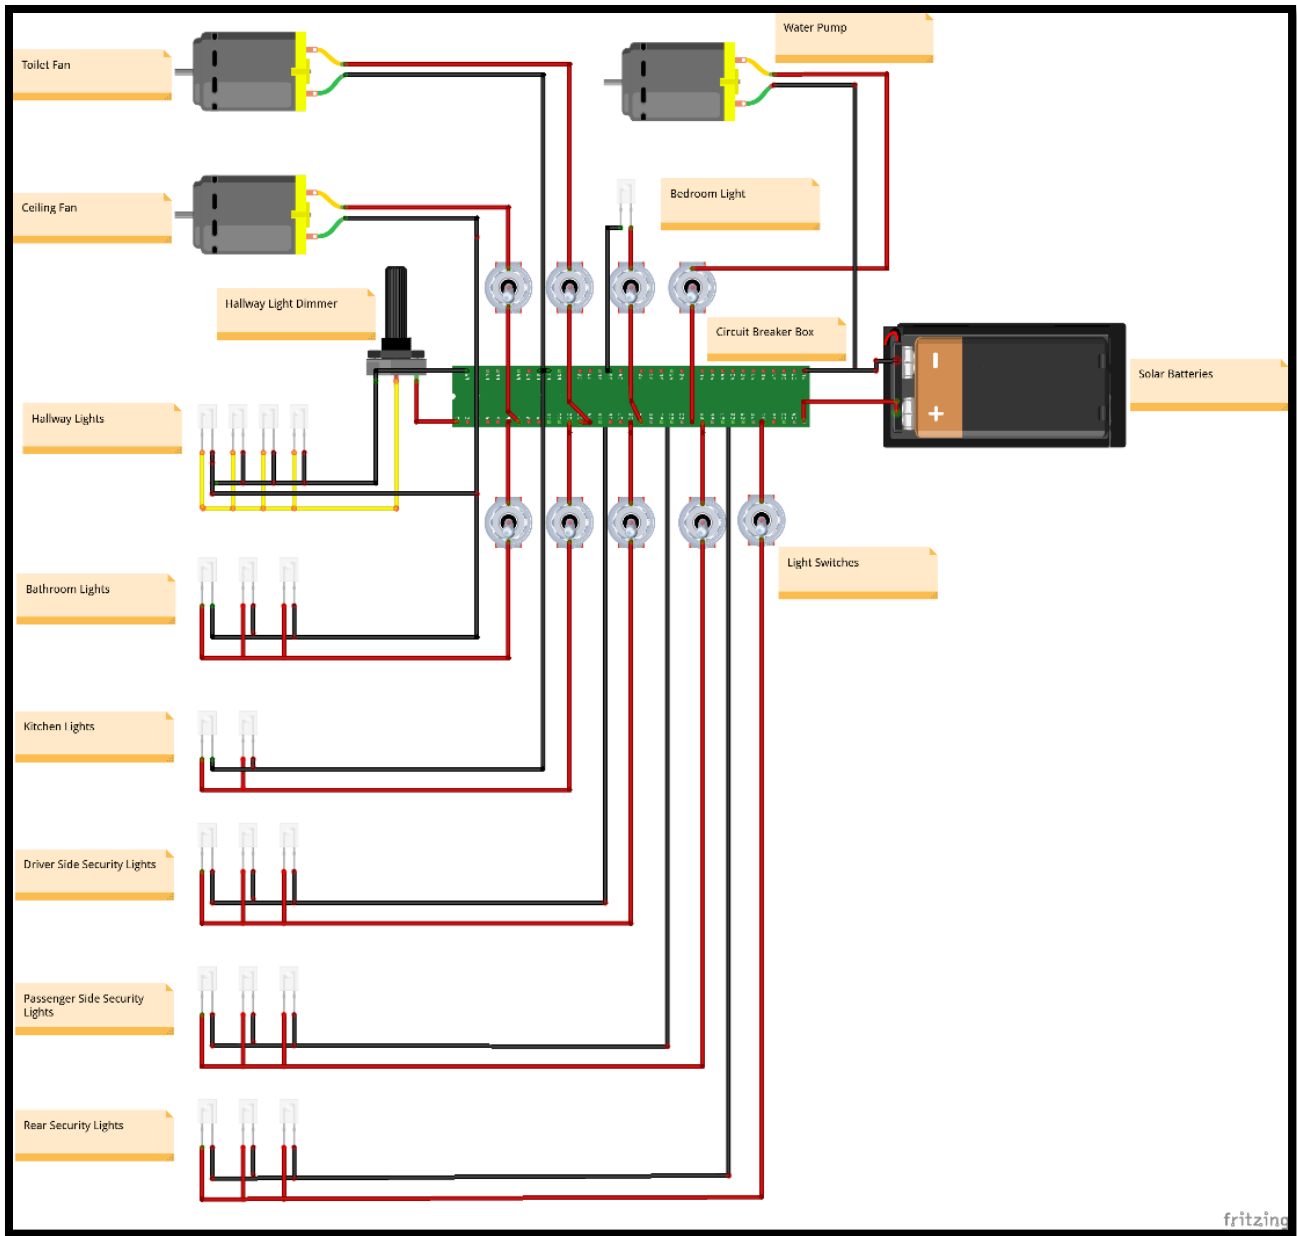 Water Pump
Toilet Fan
Bedroom Light
Ceiling Fan
Hallway Light Dimmer
Circuit Breaker Box
Solar Batteries
Hallway Lights
Light Switches
Bathroom Lights
Kitchen Lights
Driver Side Security Lights
Passenger Side Security
Lights
Rear Security Lights
fritzing